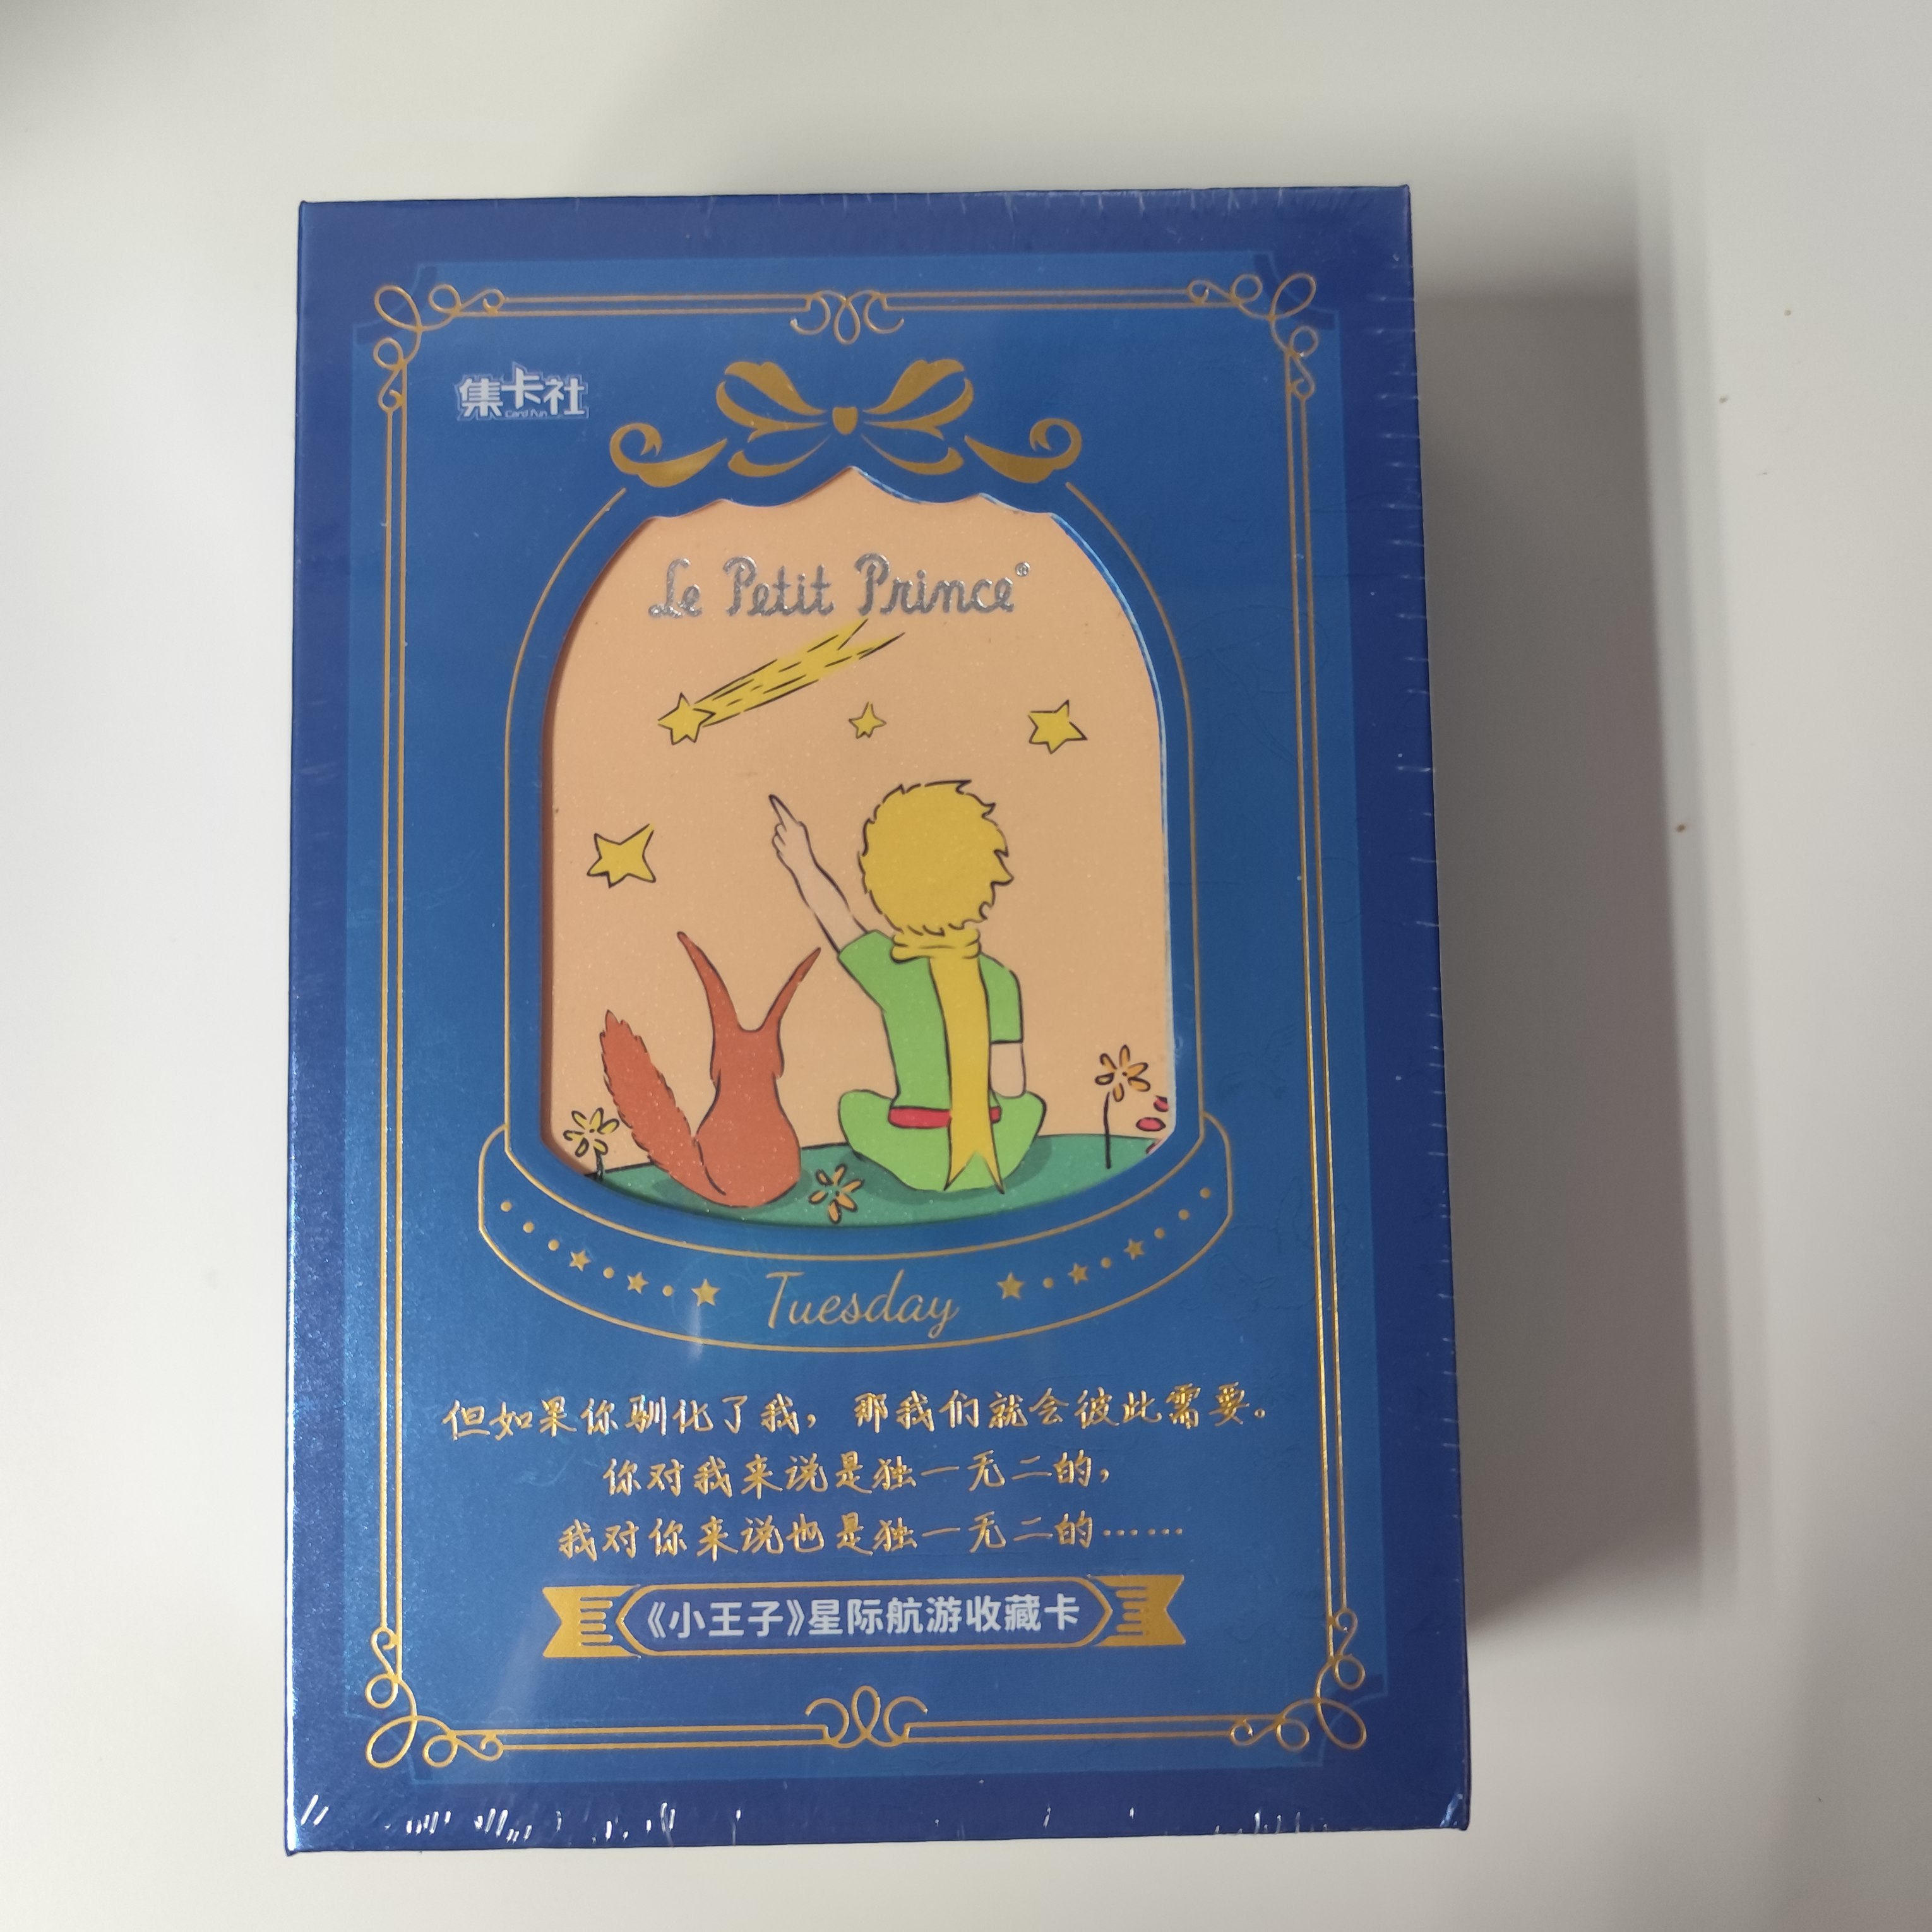 集卡社
Card Fun
Le Petit Prince®
Tuesday
但如果你驯化了我，那我们就会彼此需要。
你对我来说是独一无二的，
我对你来说也是独一无二的……
《小王子》星际航游收藏卡